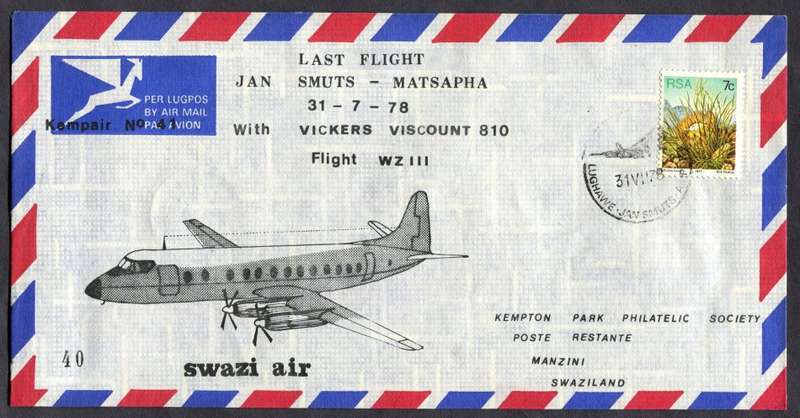 LAST FLIGHT
JAN SMUTS - MATSAPHA
31-7-78
With VICKERS VISCOUNT 810
Flight WZ III
PER LUGPOS
BY AIR MAIL
PAR AVION
Kempair Nº 41
RSA 7c
31 VII 78
LUGHAWE · JAN SMUTS · A
KEMPTON PARK PHILATELIC SOCIETY
POSTE RESTANTE
MANZINI
SWAZILAND
40
swazi air